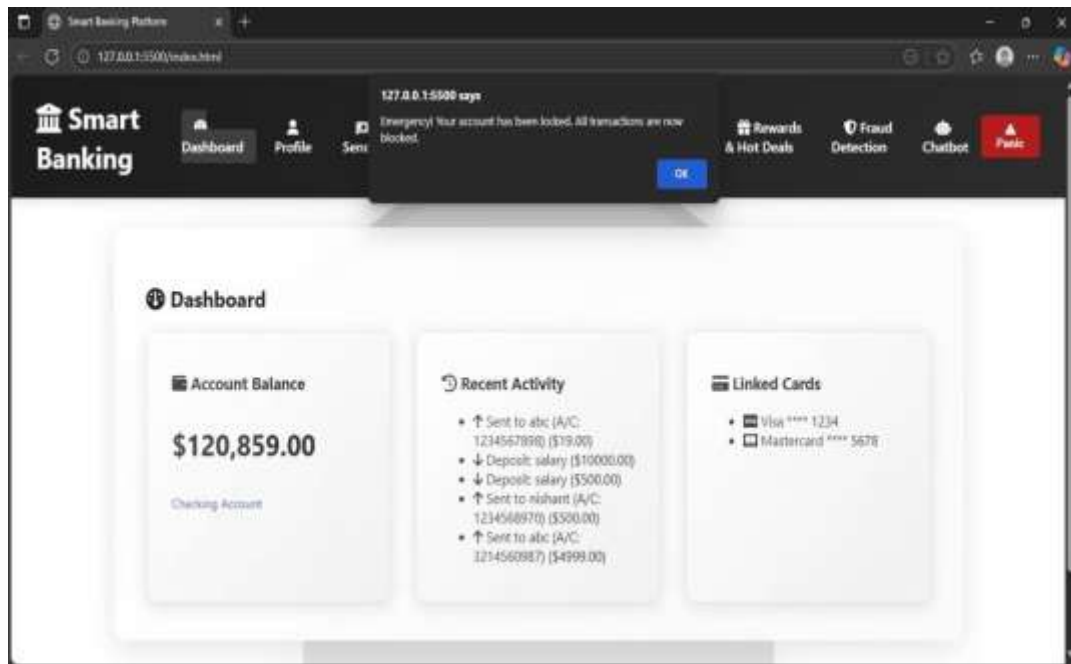 Smart Banking Platform
127.0.0.1:5500/index.html
127.0.0.1:5500 says
Emergency! Your account has been locked. All transactions are now
blocked.
OK
Smart
Banking
Dashboard
Profile
Rewards
& Hot Deals
Fraud
Detection
Chatbot
Panic
Dashboard
Account Balance
$120,859.00
Checking Account
Recent Activity
Sent to abc (A/C:
1234567898) ($19.00)
Deposit: salary ($10000.00)
Deposit: salary ($500.00)
Sent to nishant (A/C:
1234568970) ($500.00)
Sent to abc (A/C:
3214560987) ($4999.00)
Linked Cards
Visa **** 1234
Mastercard **** 5678